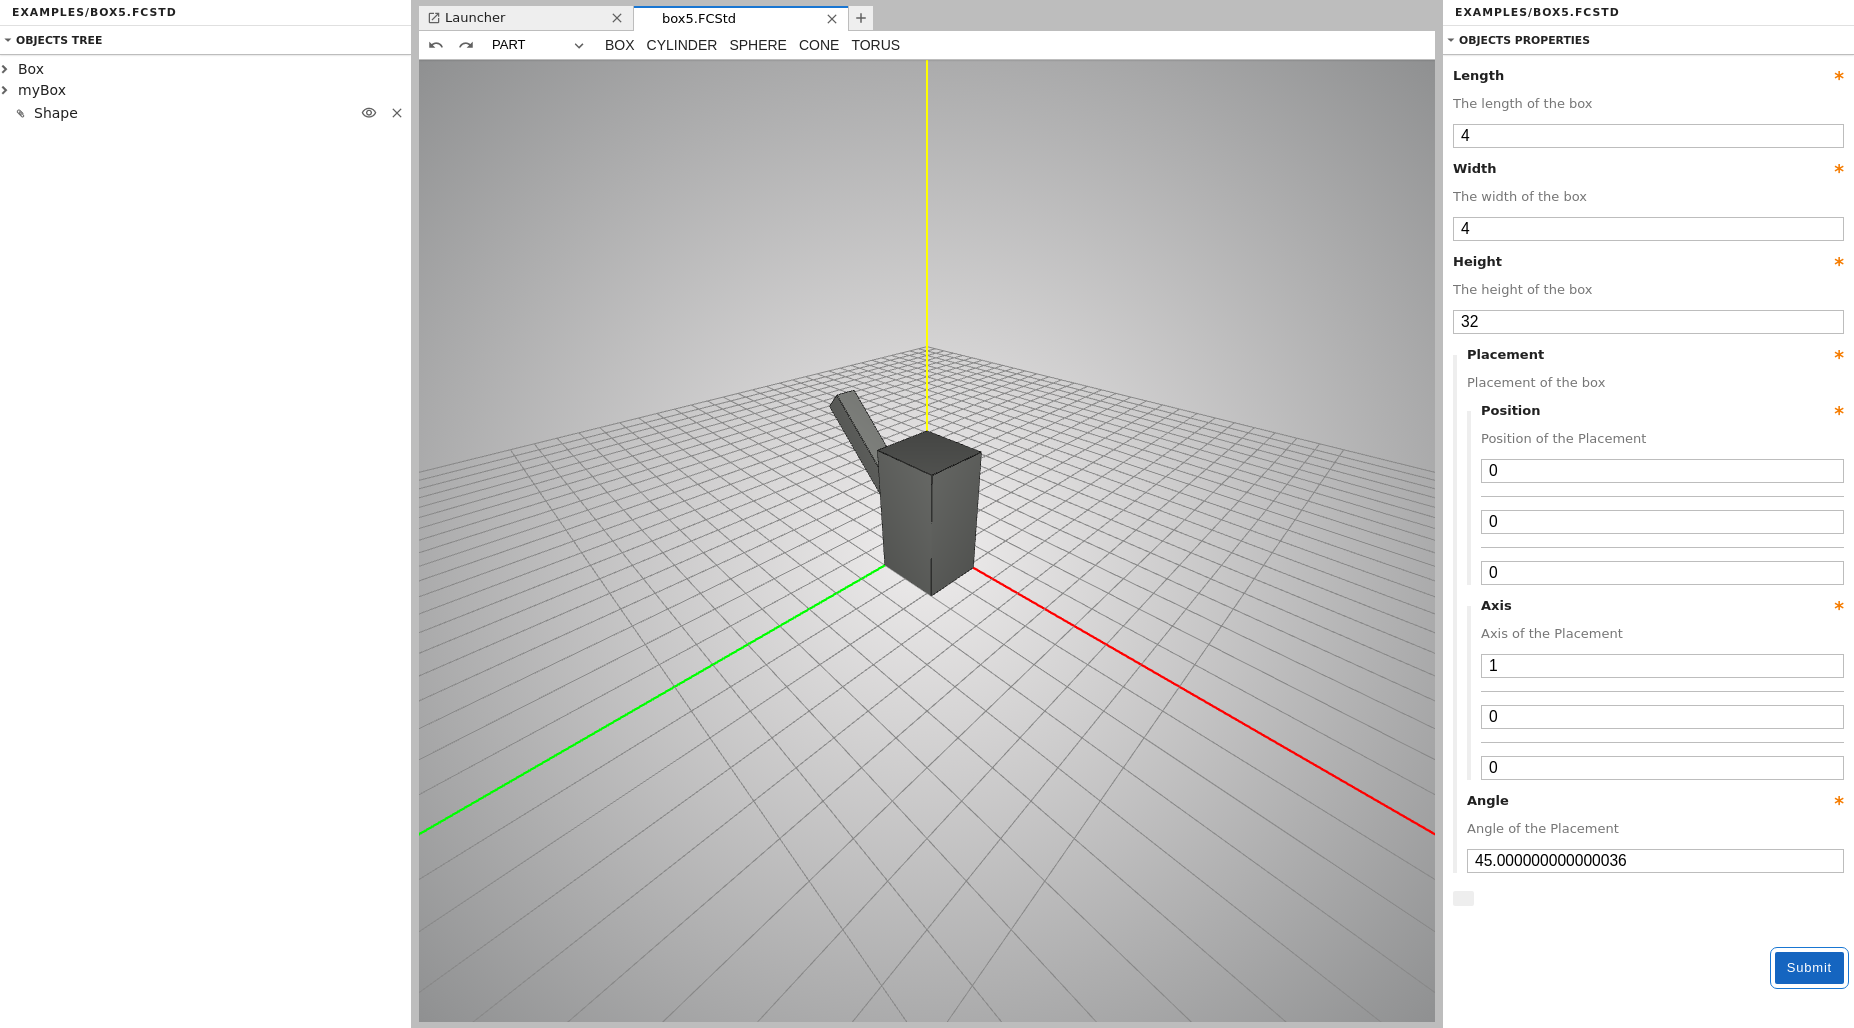 EXAMPLES/BOX5.FCSTD
OBJECTS TREE
Box
myBox
Shape
Launcher
box5.FCStd
PART
BOX CYLINDER SPHERE CONE TORUS
EXAMPLES/BOX5.FCSTD
OBJECTS PROPERTIES
Length *
The length of the box
4
Width *
The width of the box
4
Height *
The height of the box
32
Placement *
Placement of the box
Position *
Position of the Placement
0
0
0
Axis *
Axis of the Placement
1
0
0
Angle *
Angle of the Placement
45.000000000000036
Submit